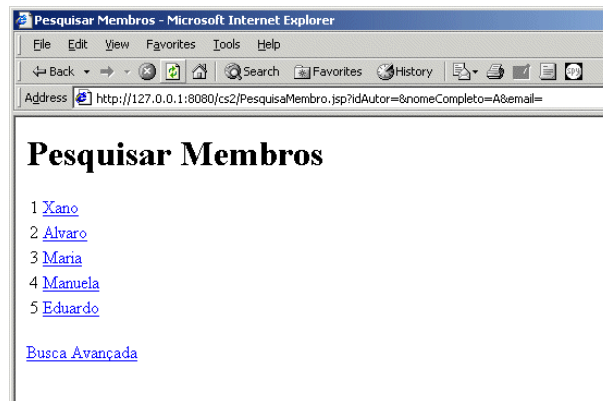 Pesquisar Membros - Microsoft Internet Explorer
File Edit View Favorites Tools Help
Back Search Favorites History
Address http://127.0.0.1:8080/cs2/PesquisaMembro.jsp?idAutor=&nomeCompleto=A&email=
Pesquisar Membros
1 Xano
2 Alvaro
3 Maria
4 Manuela
5 Eduardo
Busca Avançada